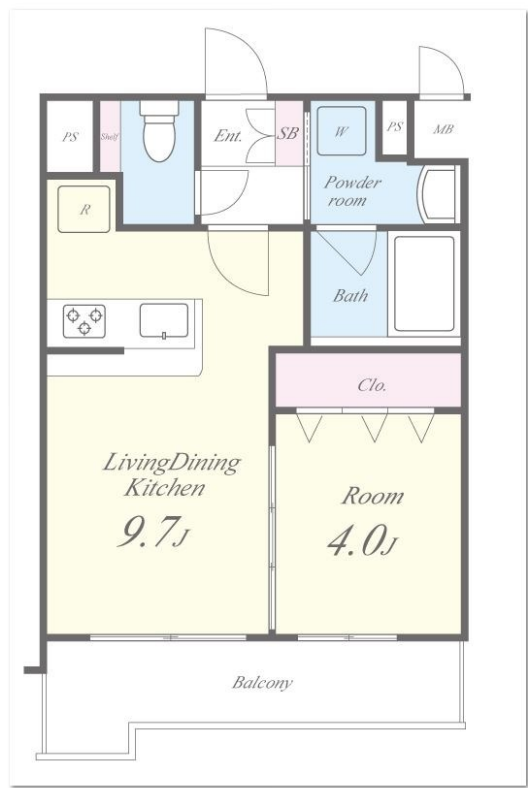 PS
Shelf
Ent.
SB
W
PS
MB
R
Powder
room
Bath
Clo.
LivingDining
Kitchen
9.7J
Room
4.0J
Balcony